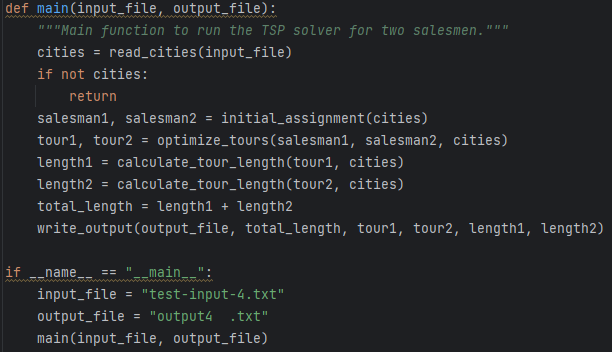 def main(input_file, output_file):
    """Main function to run the TSP solver for two salesmen."""
    cities = read_cities(input_file)
    if not cities:
        return
    salesman1, salesman2 = initial_assignment(cities)
    tour1, tour2 = optimize_tours(salesman1, salesman2, cities)
    length1 = calculate_tour_length(tour1, cities)
    length2 = calculate_tour_length(tour2, cities)
    total_length = length1 + length2
    write_output(output_file, total_length, tour1, tour2, length1, length2)
if __name__ == "__main__":
    input_file = "test-input-4.txt"
    output_file = "output4  .txt"
    main(input_file, output_file)